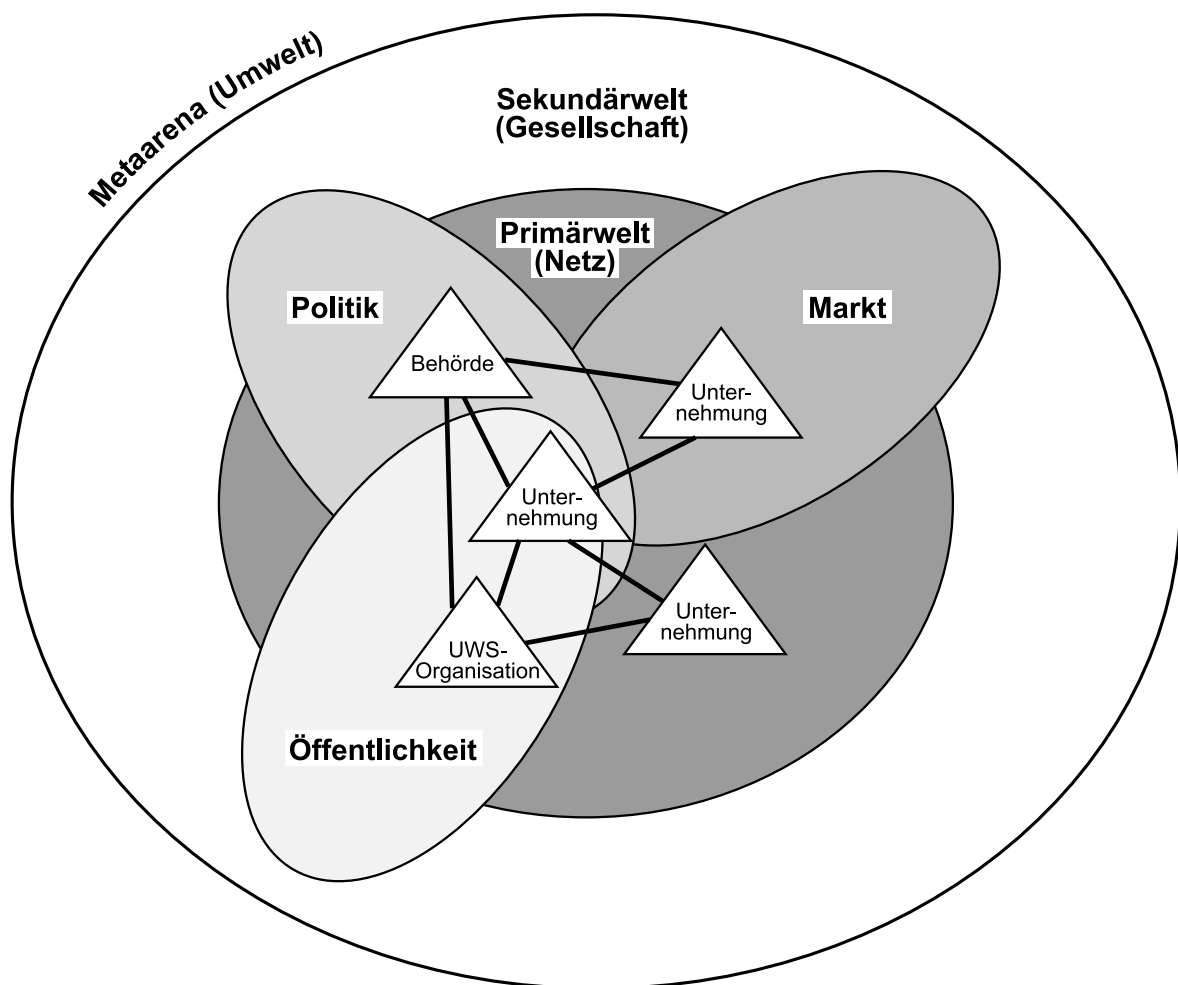 Metaarena (Umwelt)
Sekundärwelt
(Gesellschaft)
Primärwelt
(Netz)
Politik
Markt
Behörde
Unter-
nehmung
Unter-
nehmung
Unter-
nehmung
UWS-
Organisation
Öffentlichkeit